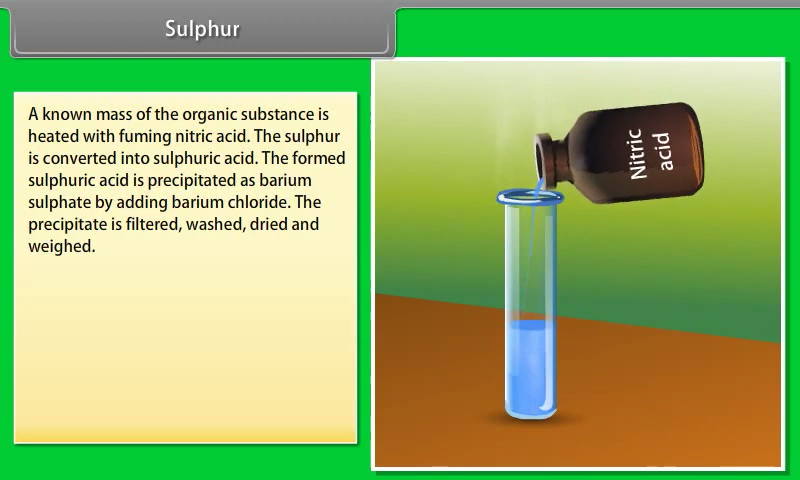 Sulphur
A known mass of the organic substance is
heated with fuming nitric acid. The sulphur
is converted into sulphuric acid. The formed
sulphuric acid is precipitated as barium
sulphate by adding barium chloride. The
precipitate is filtered, washed, dried and
weighed.
Nitric
acid